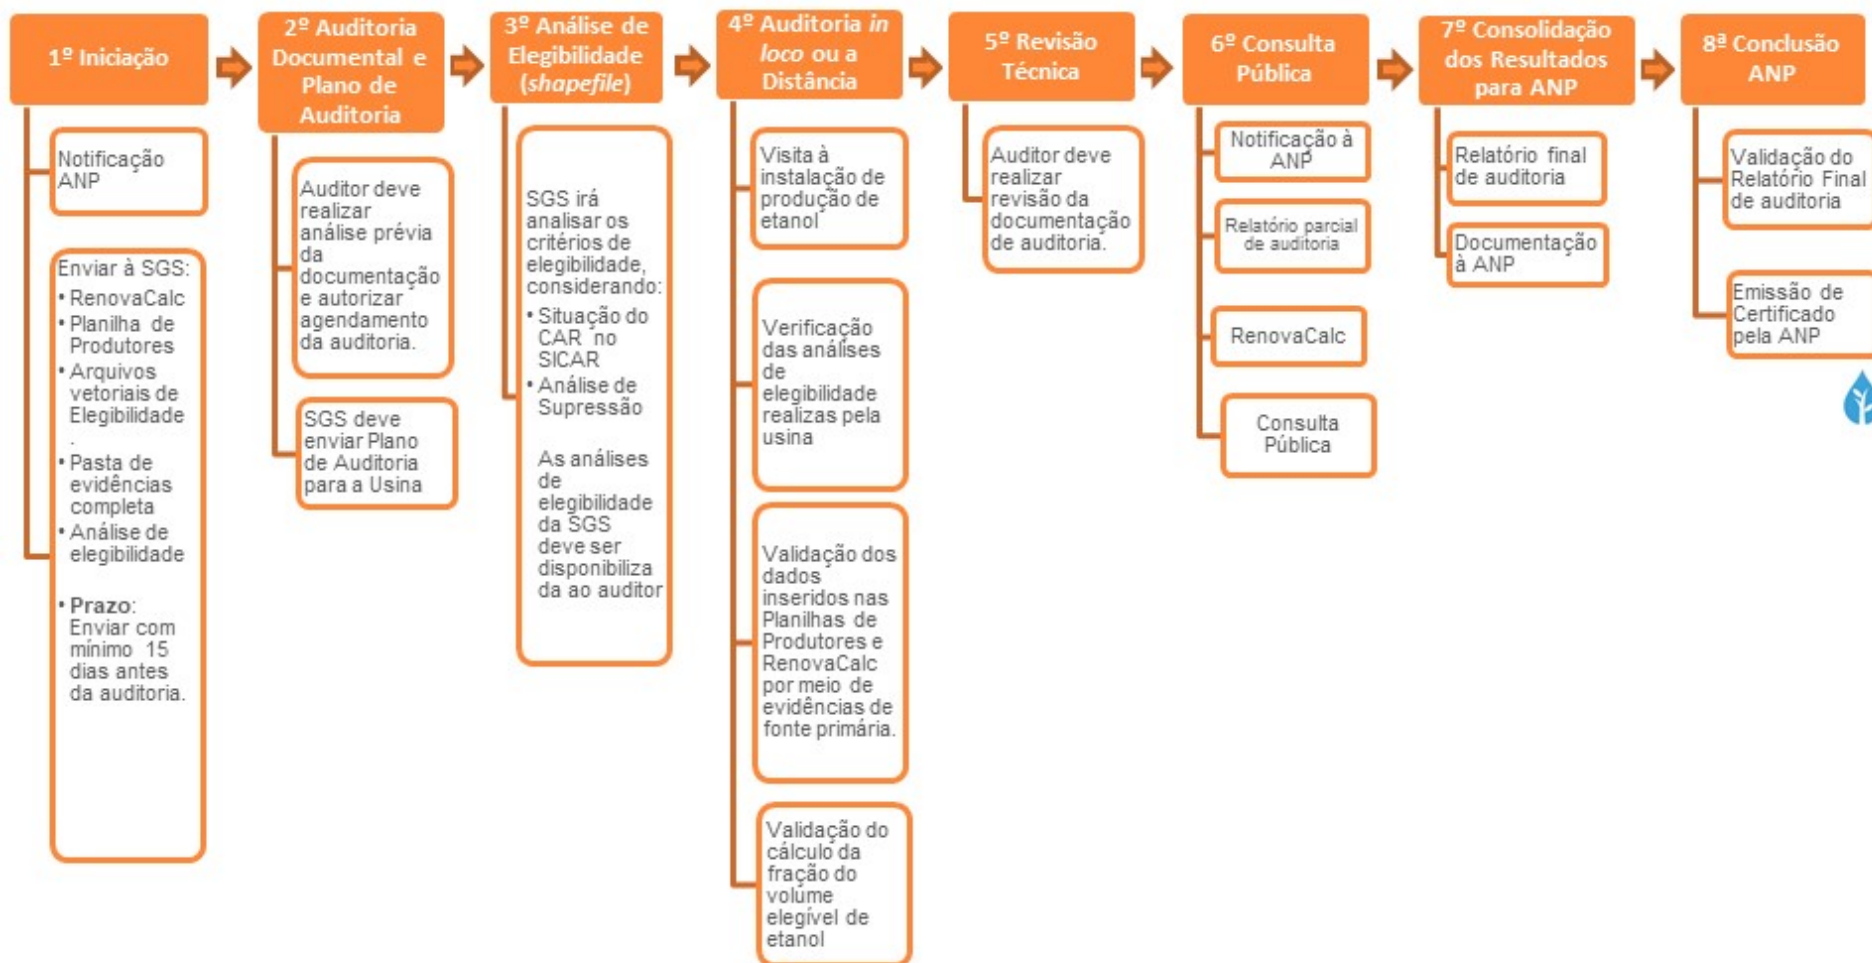 1º Iniciação
Notificação
ANP
Enviar à SGS:
• RenovaCalc
• Planilha de
Produtores
• Arquivos
vetoriais de
Elegibilidade
.
• Pasta de
evidências
completa
• Análise de
elegibilidade
• Prazo:
Enviar com
mínimo 15
dias antes
da auditoria.
2º Auditoria
Documental e
Plano de
Auditoria
Auditor deve
realizar
análise prévia
da
documentação
e autorizar
agendamento
da auditoria.
SGS deve
enviar Plano
de Auditoria
para a Usina
3º Análise de
Elegibilidade
(shapefile)
SGS irá
analisar os
critérios de
elegibilidade,
considerando:
• Situação do
CAR no
SICAR
• Análise de
Supressão
As análises
de
elegibilidade
da SGS
deve ser
disponibiliza
da ao auditor
4º Auditoria in
loco ou a
Distância
Visita à
instalação de
produção de
etanol
Verificação
das análises
de
elegibilidade
realizas pela
usina
Validação dos
dados
inseridos nas
Planilhas de
Produtores e
RenovaCalc
por meio de
evidências de
fonte primária.
Validação do
cálculo da
fração do
volume
elegível de
etanol
5º Revisão
Técnica
Auditor deve
realizar
revisão da
documentação
de auditoria.
6º Consulta
Pública
Notificação à
ANP
Relatório parcial
de auditoria
RenovaCalc
Consulta
Pública
7º Consolidação
dos Resultados
para ANP
Relatório final
de auditoria
Documentação
à ANP
8ª Conclusão
ANP
Validação do
Relatório Final
de auditoria
Emissão de
Certificado
pela ANP